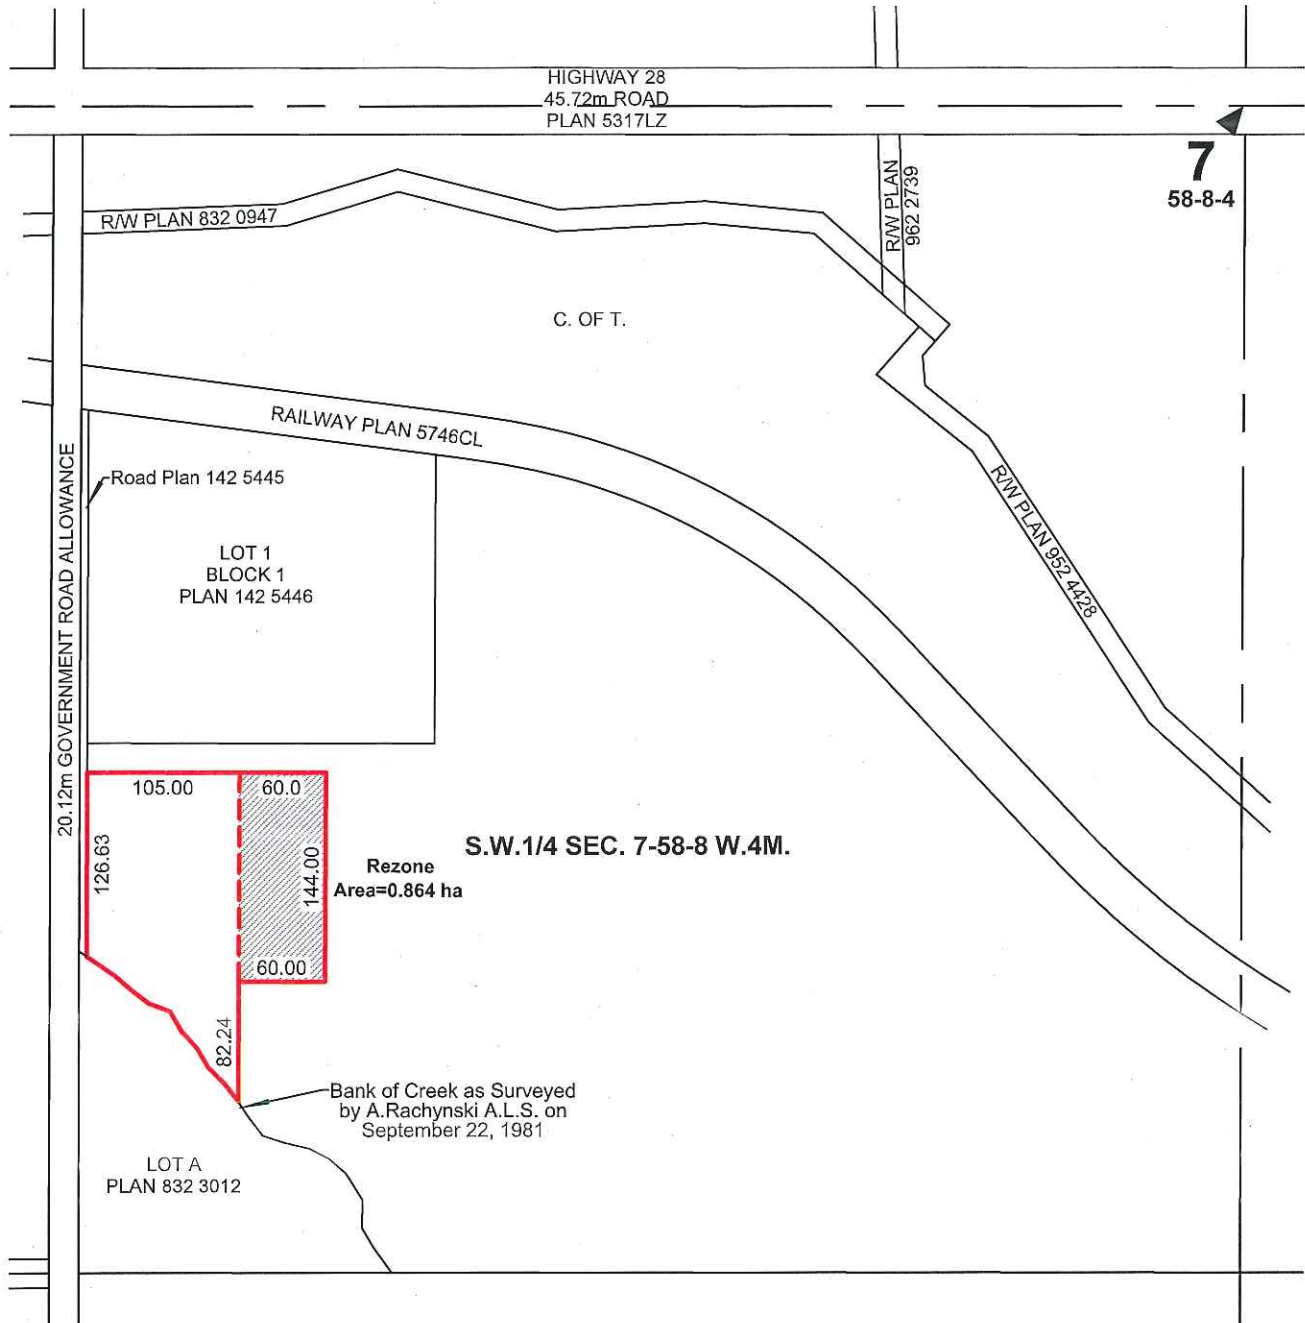 HIGHWAY 28
45.72m ROAD
PLAN 5317LZ
7
58-8-4
R/W PLAN 832 0947
R/W PLAN
962 2739
C. OF T.
RAILWAY PLAN 5746CL
Road Plan 142 5445
20.12m GOVERNMENT ROAD ALLOWANCE
LOT 1
BLOCK 1
PLAN 142 5446
R/W PLAN 952 4428
105.00
60.0
126.63
144.00
S.W.1/4 SEC. 7-58-8 W.4M.
Rezone
Area=0.864 ha
60.00
82.24
Bank of Creek as Surveyed
by A.Rachynski A.L.S. on
September 22, 1981
LOT A
PLAN 832 3012